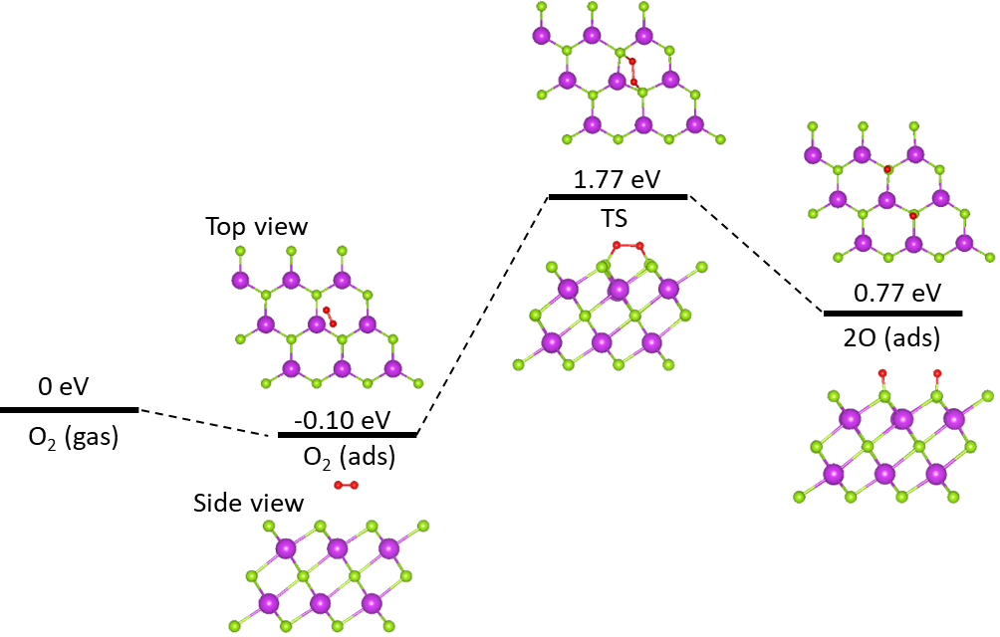 1.77 eV
TS
Top view
0.77 eV
2O (ads)
0 eV
O₂ (gas)
-0.10 eV
O₂ (ads)
Side view